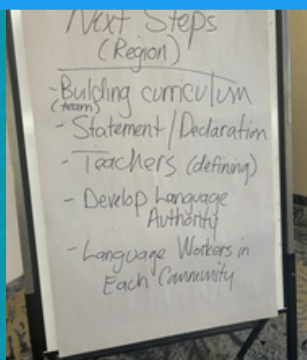 Next Steps
(Region)
-Building curriculum
(team)
- Statement/Declaration
- Teachers (defining)
- Develop Language
Authority
- Language Workers in
Each Community